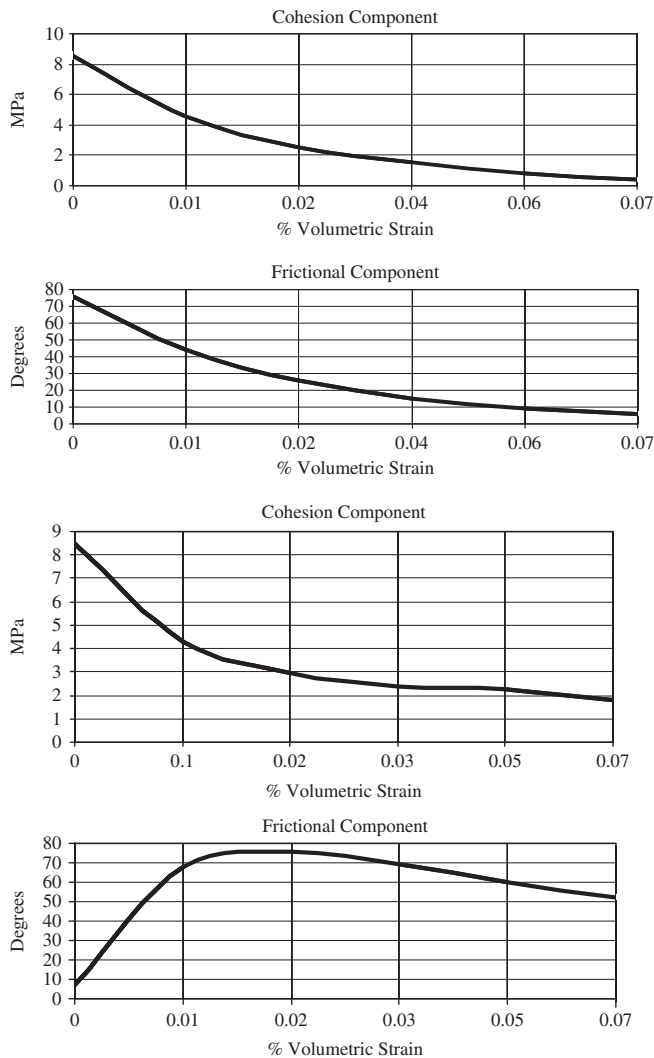 Cohesion Component
10
8
6
4
2
0
MPa
0 0.01 0.02 0.04 0.06 0.07
% Volumetric Strain
Frictional Component
80
70
60
50
40
30
20
10
0
Degrees
0 0.01 0.02 0.04 0.06 0.07
% Volumetric Strain
Cohesion Component
9
8
7
6
5
4
3
2
1
0
MPa
0 0.1 0.02 0.03 0.05 0.07
% Volumetric Strain
Frictional Component
80
70
60
50
40
30
20
10
0
Degrees
0 0.01 0.02 0.03 0.05 0.07
% Volumetric Strain